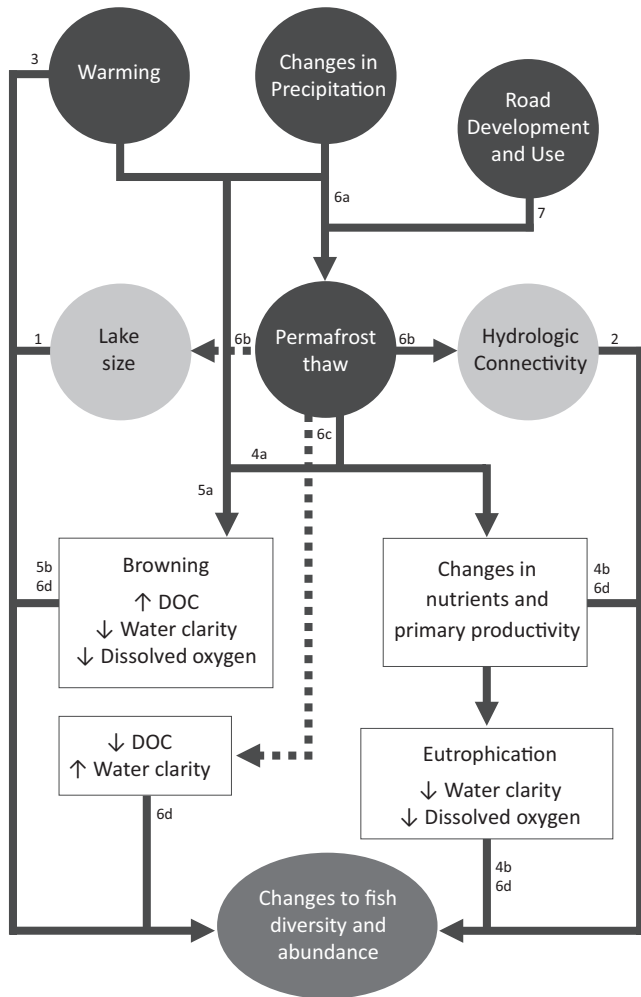 3
Warming
Changes in
Precipitation
Road
Development
and Use
6a
7
1
Lake
size
6b
Permafrost
thaw
6b
Hydrologic
Connectivity
2
6c
4a
5a
5b
6d
Browning
↑ DOC
↓ Water clarity
↓ Dissolved oxygen
Changes in
nutrients and
primary productivity
4b
6d
↓ DOC
↑ Water clarity
Eutrophication
↓ Water clarity
↓ Dissolved oxygen
6d
4b
6d
Changes to fish
diversity and
abundance